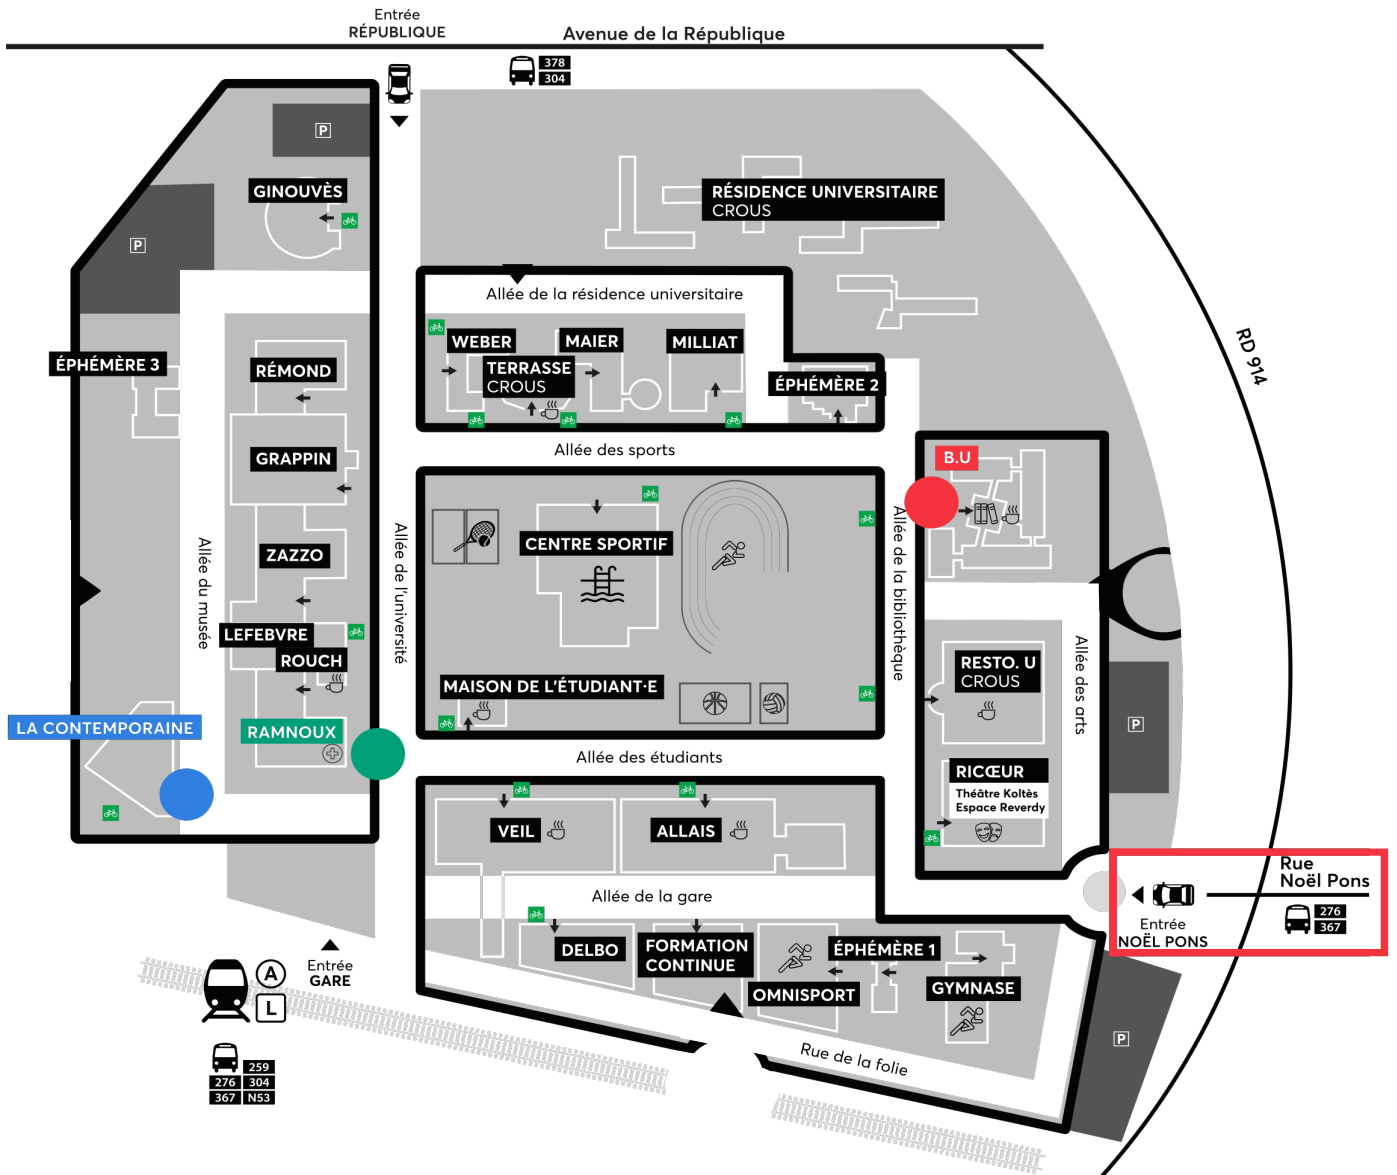 Entrée
RÉPUBLIQUE
Avenue de la République
378
304
P
GINOUVÈS
P
RÉSIDENCE UNIVERSITAIRE
CROUS
Allée de la résidence universitaire
RD 914
WEBER
MAIER
MILLIAT
TERRASSE
CROUS
ÉPHÉMÈRE 2
ÉPHÉMÈRE 3
RÉMOND
Allée des sports
GRAPPIN
B.U
Allée de la bibliothèque
Allée du musée
Allée de l'université
ZAZZO
CENTRE SPORTIF
LEFEBVRE
ROUCH
MAISON DE L'ÉTUDIANT·E
RESTO. U
CROUS
Allée des arts
P
LA CONTEMPORAINE
RAMNOUX
Allée des étudiants
RICŒUR
Théâtre Koltès
Espace Reverdy
VEIL
ALLAIS
Allée de la gare
Rue
Noël Pons
276
367
Entrée
NOËL PONS
DELBO
FORMATION
CONTINUE
ÉPHÉMÈRE 1
OMNISPORT
GYMNASE
Entrée
GARE
A
L
P
Rue de la folie
259
276 304
367 N53